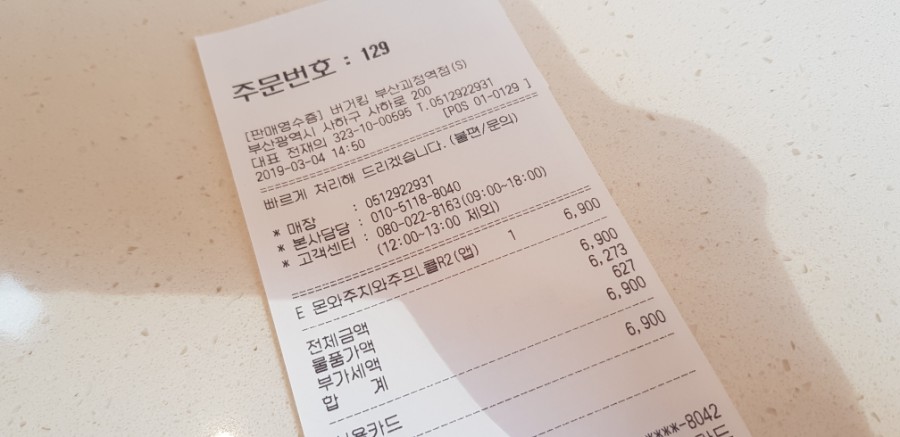 주문번호 : 129
[판매영수증] 버거킹 부산괴정역점(S)
부산광역시 사하구 사하로 200
대표 전재의 323-10-00595 T.0512922931
2019-03-04 14:50 [POS 01-0129 ]
빠르게 처리해 드리겠습니다.(불편/문의)
* 매장 : 0512922931
* 본사담당 : 010-5118-8040
* 고객센터 : 080-022-8163(09:00~18:00)
(12:00~13:00 제외)
E 몬와주치와주프L콜R2(앱) 1 6,900
전체금액 6,900
물품가액 6,273
부가세액 627
합 계 6,900
용카드 6,900
****-8042